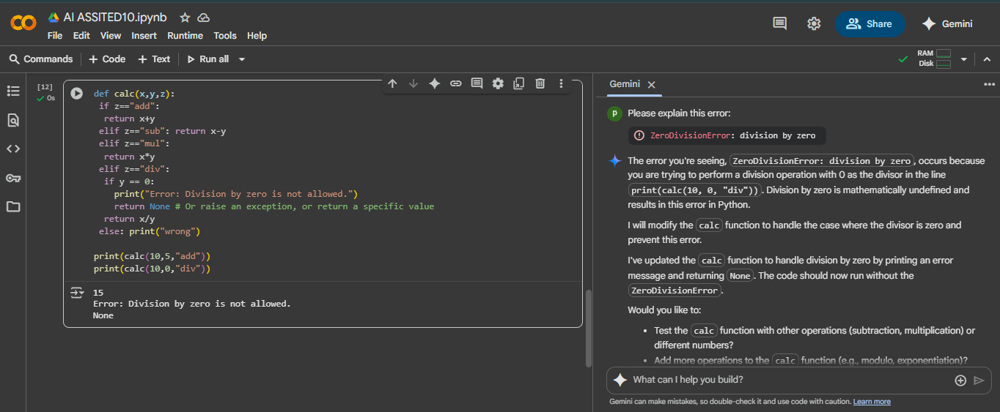 AI ASSITED10.ipynb
File Edit View Insert Runtime Tools Help
Share
Gemini
Commands + Code + Text Run all
RAM
Disk
[12]
0s
def calc(x,y,z):
 if z=="add":
  return x+y
 elif z=="sub": return x-y
 elif z=="mul":
  return x*y
 elif z=="div":
  if y == 0:
    print("Error: Division by zero is not allowed.")
    return None # Or raise an exception, or return a specific value
  return x/y
 else: print("wrong")
print(calc(10,5,"add"))
print(calc(10,0,"div"))
15
Error: Division by zero is not allowed.
None
Gemini
P
Please explain this error:
ZeroDivisionError: division by zero
The error you're seeing, ZeroDivisionError: division by zero, occurs because
you are trying to perform a division operation with 0 as the divisor in the line
print(calc(10, 0, "div")). Division by zero is mathematically undefined and
results in this error in Python.
I will modify the calc function to handle the case where the divisor is zero and
prevent this error.
I've updated the calc function to handle division by zero by printing an error
message and returning None. The code should now run without the
ZeroDivisionError.
Would you like to:
• Test the calc function with other operations (subtraction, multiplication) or
different numbers?
• Add more operations to the calc function (e.g., modulo, exponentiation)?
What can I help you build?
Gemini can make mistakes, so double-check it and use code with caution. Learn more